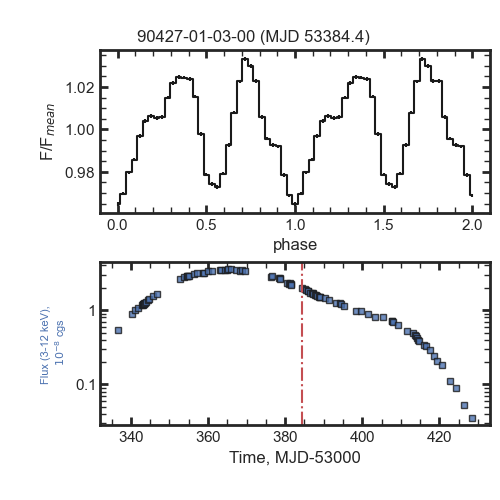 90427-01-03-00 (MJD 53384.4)
F/F_mean
1.02
1.00
0.98
0.0 0.5 1.0 1.5 2.0
phase
Flux (3-12 keV),
10⁻⁸ cgs
1
0.1
340 360 380 400 420
Time, MJD-53000